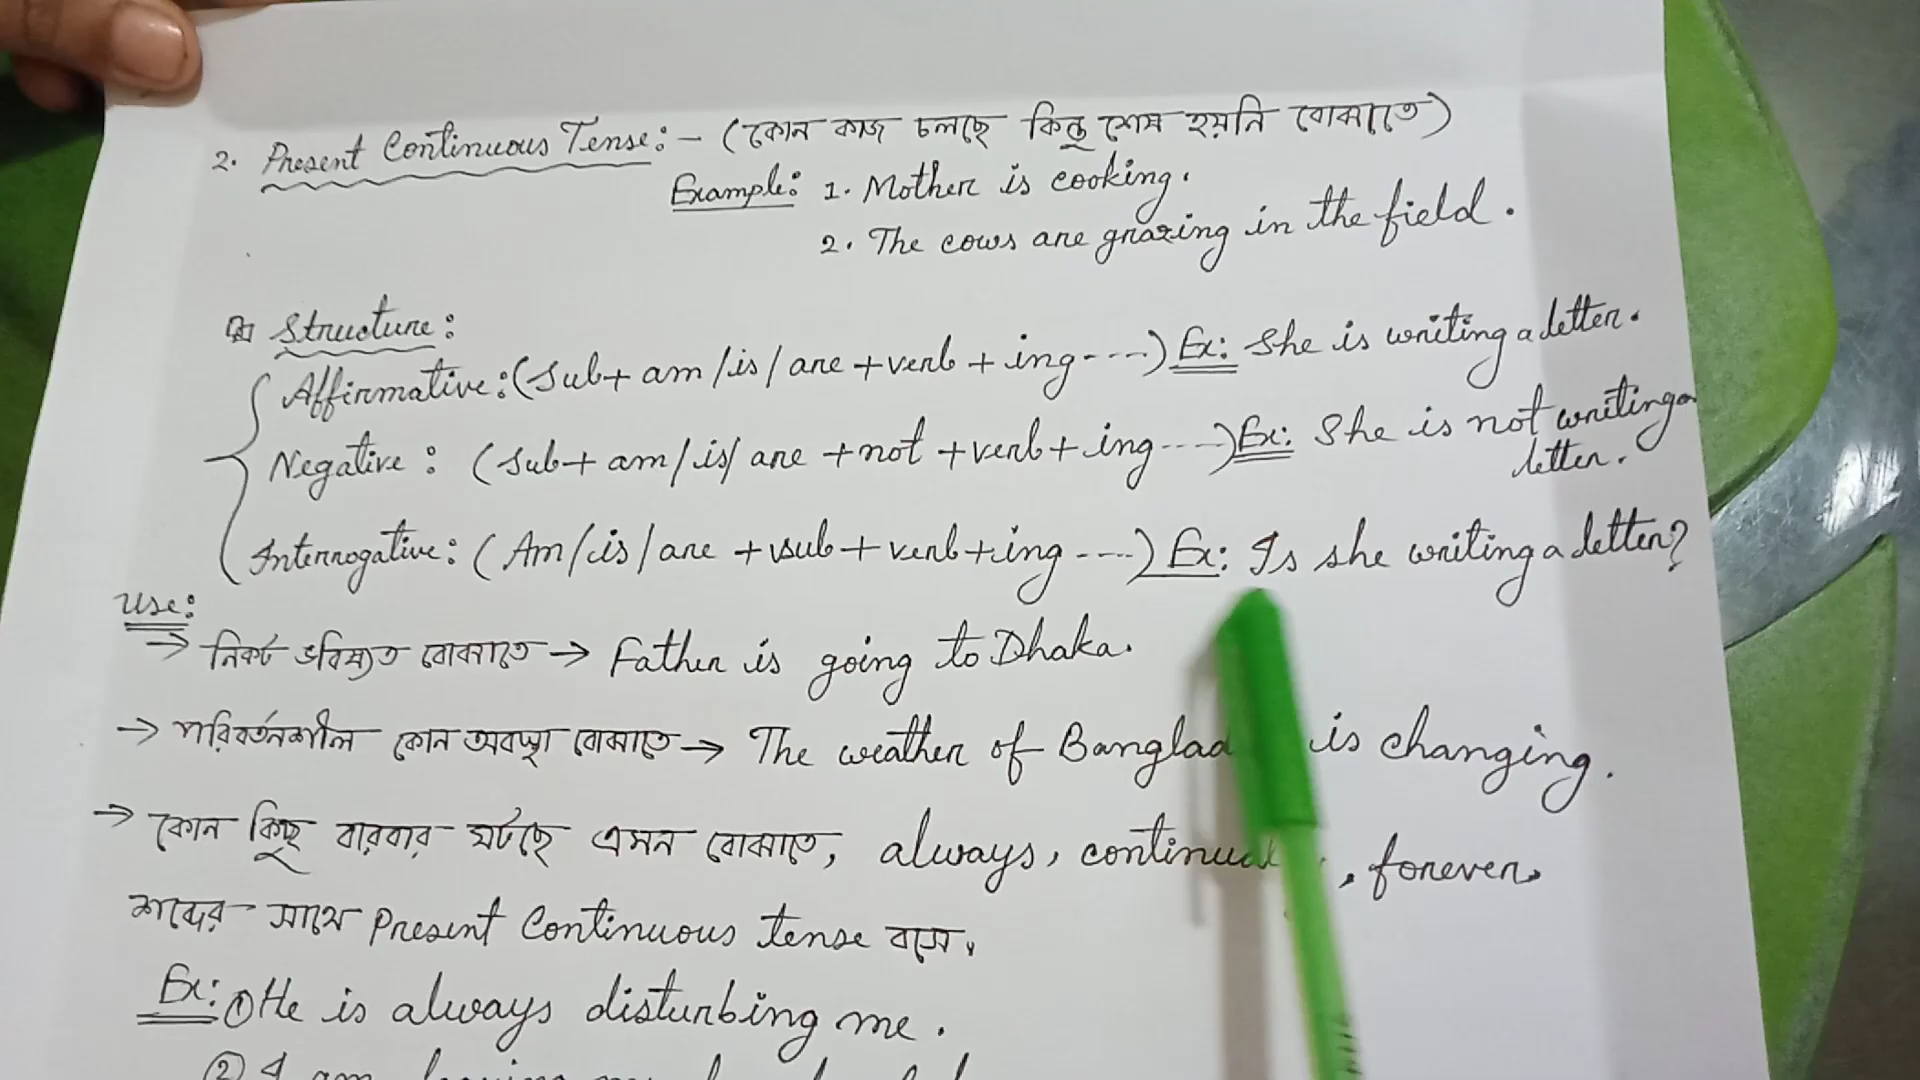 2. Present Continuous Tense:- (কোন কাজ চলছে কিন্তু শেষ হয়নি বোঝাতে)
Example: 1. Mother is cooking.
2. The cows are grazing in the field.
Structure:
Affirmative: (Sub + am/is/are + verb + ing----) Ex: She is writing a letter.
Negative: (Sub + am/is/are + not + verb + ing----) Ex: She is not writing a
letter.
Interrogative: (Am/is/are + sub + verb + ing----) Ex: Is she writing a letter?
Use:
→ নিকট ভবিষ্যত বোঝাতে → Father is going to Dhaka.
→ পরিবর্তনশীল কোন অবস্থা বোঝাতে → The weather of Banglad is changing.
→ কোন কিছু বারবার ঘটছে এমন বোঝাতে, always, continual , forever,
শব্দের সাথে Present Continuous tense বসে।
Ex: ① He is always disturbing me.
② I am